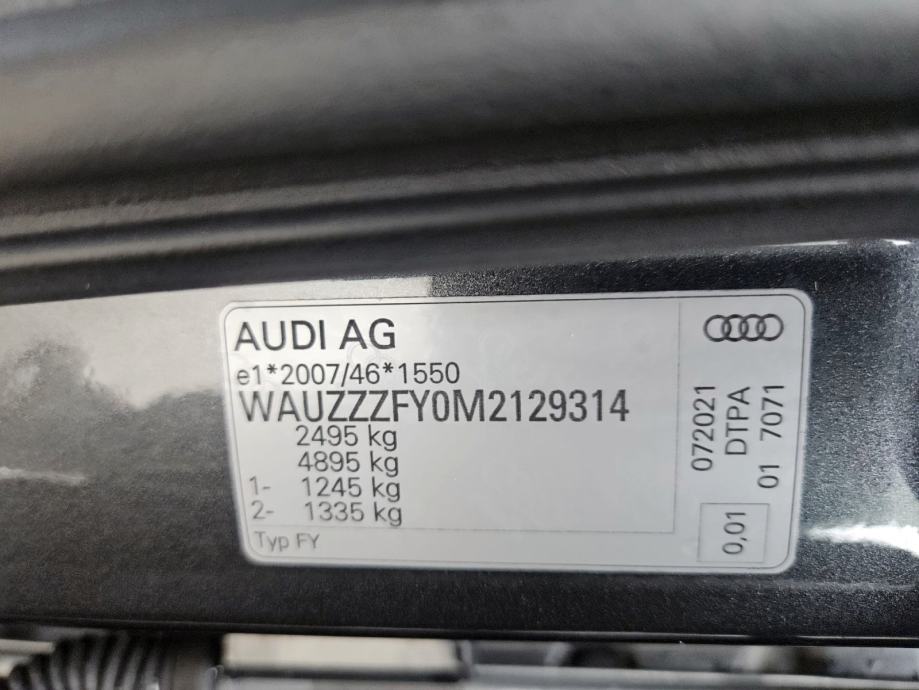 AUDI AG
e1*2007/46*1550
WAUZZZFY0M2129314
2495 kg
4895 kg
1- 1245 kg
2- 1335 kg
Typ FY
072021
DTPA
01 7071
0,01